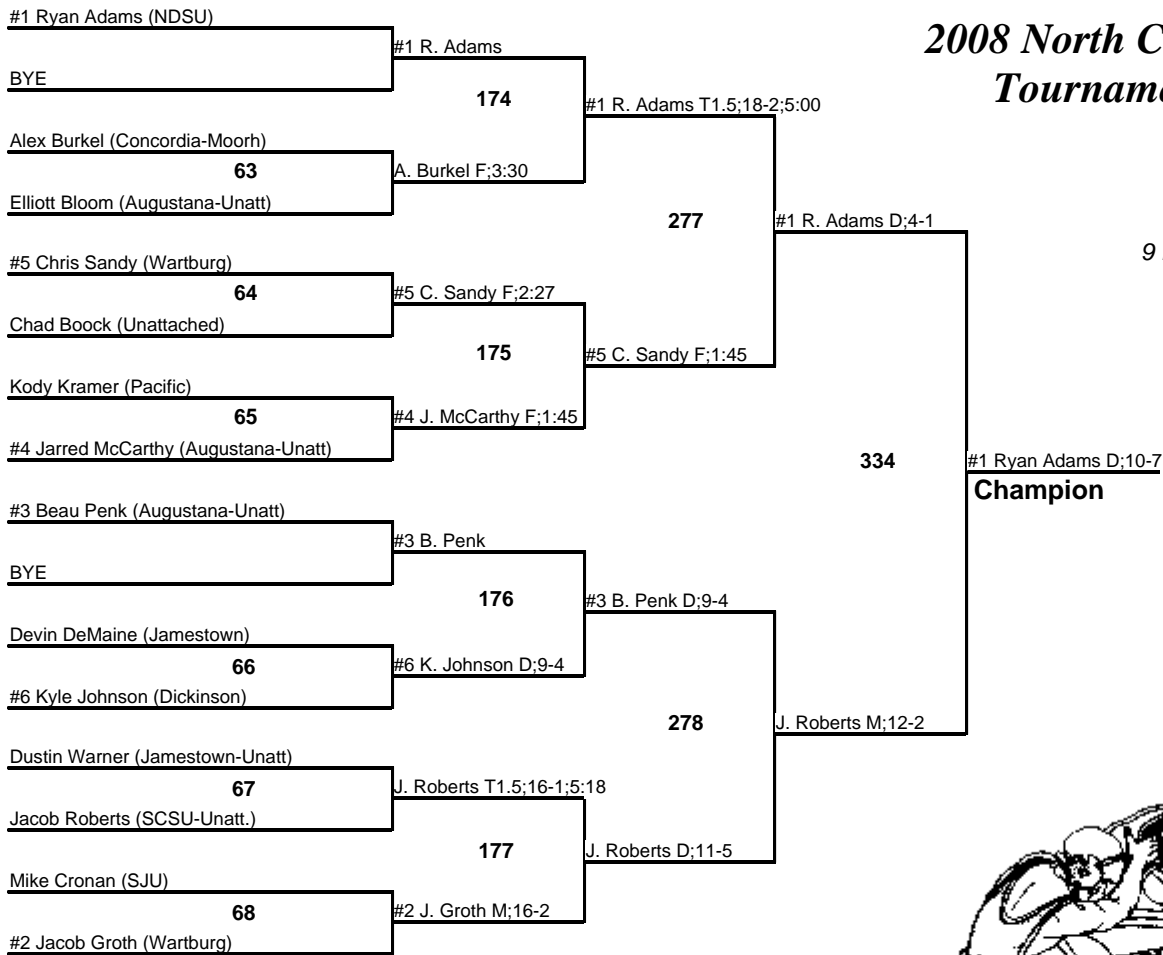 #1 Ryan Adams (NDSU)
#1 R. Adams
BYE
174
#1 R. Adams T1.5;18-2;5:00
Alex Burkel (Concordia-Moorh)
63
A. Burkel F;3:30
Elliott Bloom (Augustana-Unatt)
277
#1 R. Adams D;4-1
#5 Chris Sandy (Wartburg)
64
#5 C. Sandy F;2:27
Chad Boock (Unattached)
175
#5 C. Sandy F;1:45
Kody Kramer (Pacific)
65
#4 J. McCarthy F;1:45
#4 Jarred McCarthy (Augustana-Unatt)
334
#1 Ryan Adams D;10-7
Champion
#3 Beau Penk (Augustana-Unatt)
#3 B. Penk
BYE
176
#3 B. Penk D;9-4
Devin DeMaine (Jamestown)
66
#6 K. Johnson D;9-4
#6 Kyle Johnson (Dickinson)
278
J. Roberts M;12-2
Dustin Warner (Jamestown-Unatt)
67
J. Roberts T1.5;16-1;5:18
Jacob Roberts (SCSU-Unatt.)
177
J. Roberts D;11-5
Mike Cronan (SJU)
68
#2 J. Groth M;16-2
#2 Jacob Groth (Wartburg)
2008 North C
Tourname
9